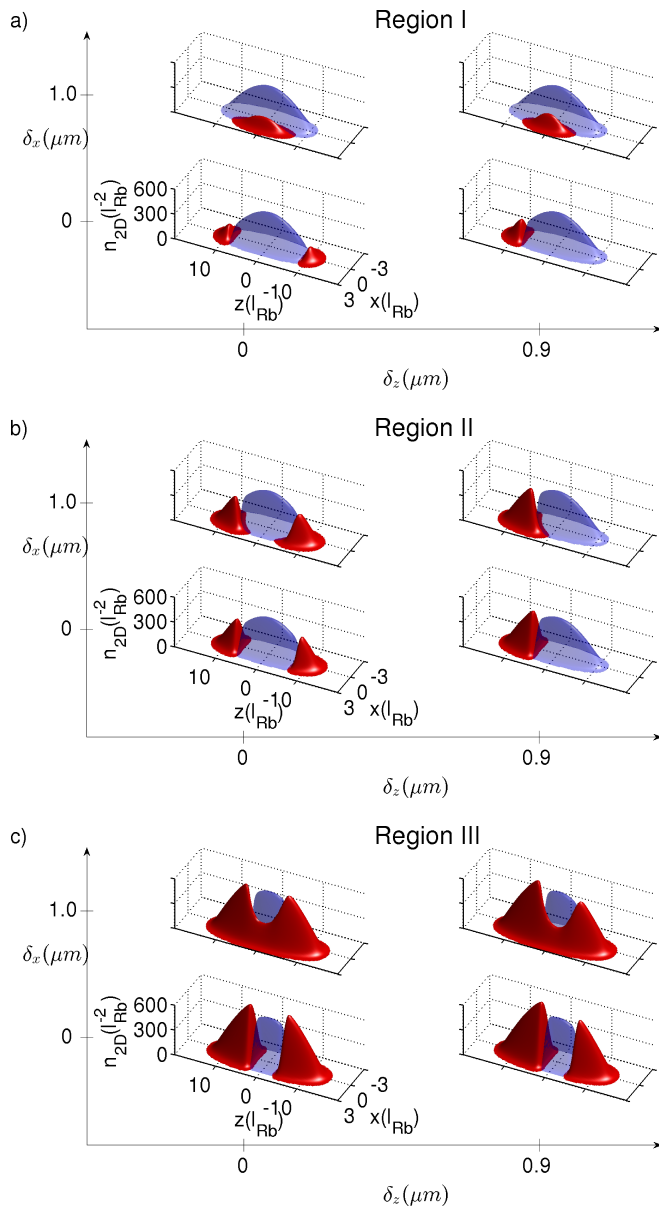 a) Region I
1.0
δx(μm)
0
n2D(l-2Rb)
600
300
0
10 0 -10
z(lRb)
-3 0 3
x(lRb)
0 0.9
δz(μm)
b) Region II
1.0
δx(μm)
0
n2D(l-2Rb)
600
300
0
10 0 -10
z(lRb)
-3 0 3
x(lRb)
0 0.9
δz(μm)
c) Region III
1.0
δx(μm)
0
n2D(l-2Rb)
600
300
0
10 0 -10
z(lRb)
-3 0 3
x(lRb)
0 0.9
δz(μm)